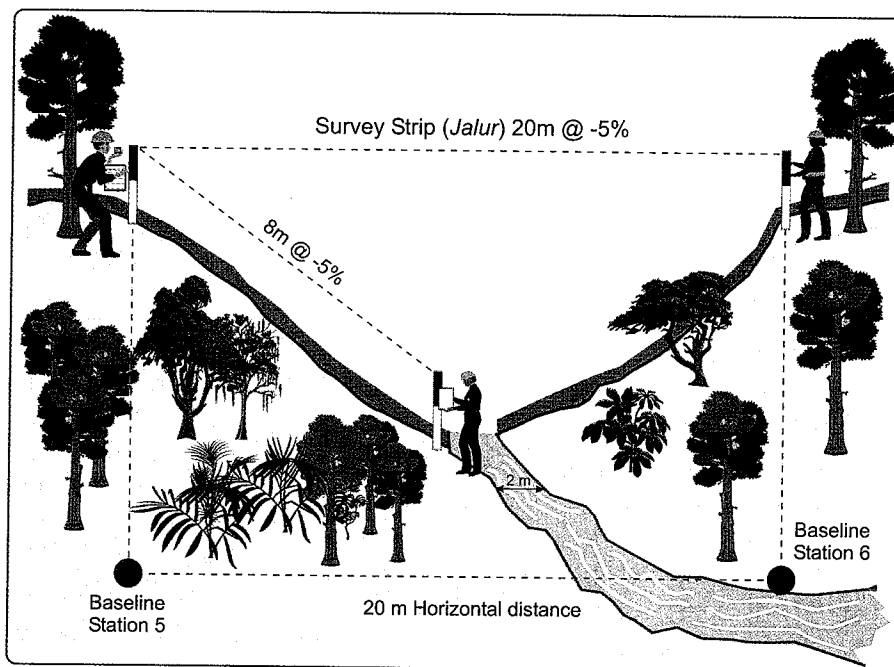 Survey Strip (Jalur) 20m @ -5%
8m @ -5%
2 m
Baseline
Station 6
Baseline
Station 5
20 m Horizontal distance